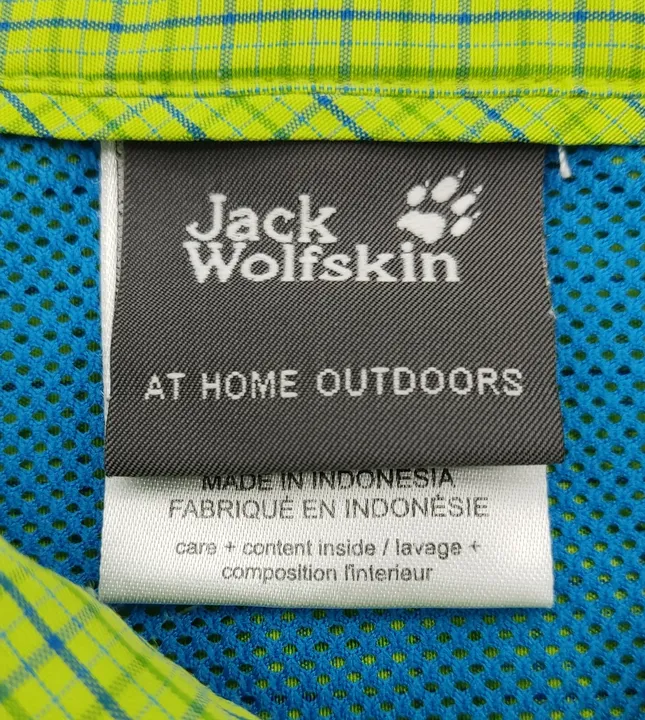 Jack
Wolfskin
AT HOME OUTDOORS
MADE IN INDONESIA
FABRIQUÉ EN INDONÉSIE
care + content inside / lavage +
composition l'interieur